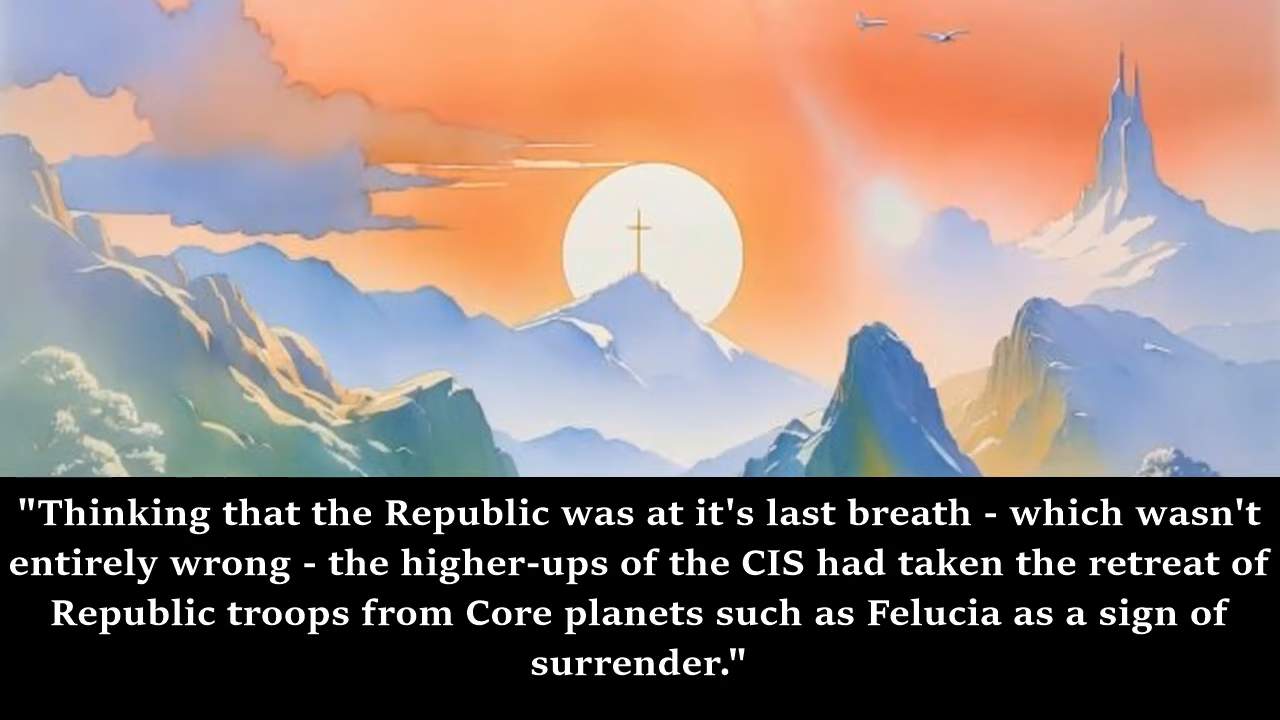 "Thinking that the Republic was at it's last breath - which wasn't
entirely wrong - the higher-ups of the CIS had taken the retreat of
Republic troops from Core planets such as Felucia as a sign of
surrender."